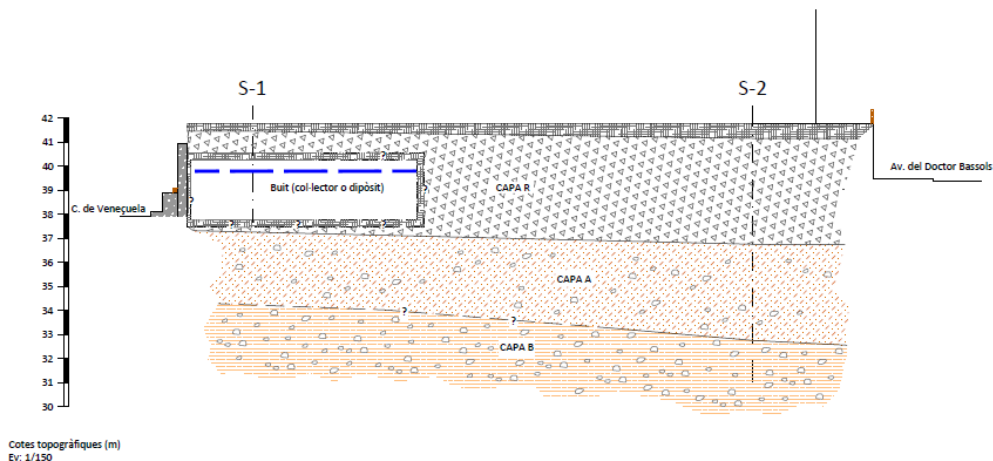 S-1
S-2
42
41
40
39
38
37
36
35
34
33
32
31
30
?
Buit (col·lector o dipòsit)
?
?
CAPA R
Av. del Doctor Bassols
C. de Veneçuela
?
?
?
CAPA A
?
?
CAPA B
Cotes topogràfiques (m)
Ev: 1/150